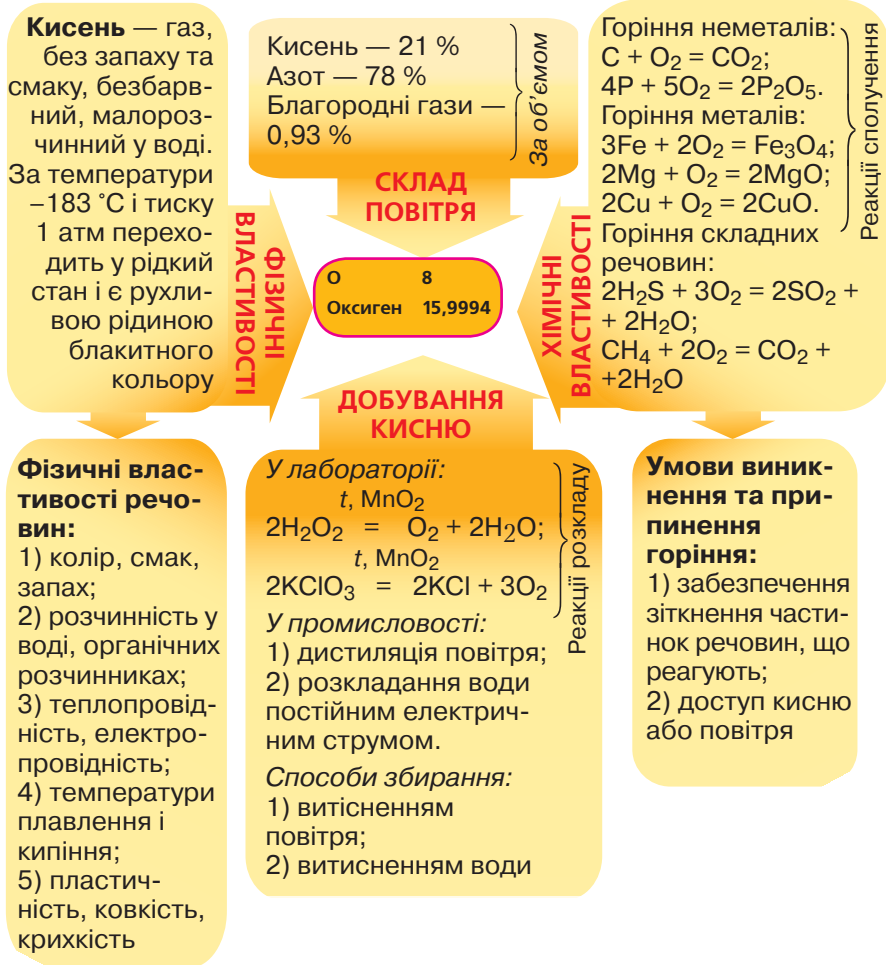 Кисень — газ,
без запаху та
смаку, безбарв-
ний, малороз-
чинний у воді.
За температури
–183 ˚С і тиску
1 атм перехо-
дить у рідкий
стан і є рухли-
вою рідиною
блакитного
кольору
ФІЗИЧНІ
ВЛАСТИВОСТІ
Кисень — 21 %
Азот — 78 %
Благородні гази —
0,93 %
За об’ємом
СКЛАД
ПОВІТРЯ
О 8
Оксиген 15,9994
Горіння неметалів:
C + O₂ = CO₂;
4P + 5O₂ = 2P₂O₅.
Горіння металів:
3Fe + 2O₂ = Fe₃O₄;
2Mg + O₂ = 2MgO;
2Cu + O₂ = 2CuO.
Горіння складних
речовин:
2H₂S + 3O₂ = 2SO₂ +
+ 2H₂O;
CH₄ + 2O₂ = CO₂ +
+2H₂O
Реакції сполучення
ХІМІЧНІ
ВЛАСТИВОСТІ
ДОБУВАННЯ
КИСНЮ
Фізичні влас-
тивості речо-
вин:
1) колір, смак,
запах;
2) розчинність у
воді, органічних
розчинниках;
3) теплопровід-
ність, електро-
провідність;
4) температури
плавлення і
кипіння;
5) пластич-
ність, ковкість,
крихкість
У лабораторії:
t, MnO₂
2H₂O₂ = O₂ + 2H₂O;
t, MnO₂
2KClO₃ = 2KCl + 3O₂
Реакції розкладу
У промисловості:
1) дистиляція повітря;
2) розкладання води
постійним електрич-
ним струмом.
Способи збирання:
1) витісненням
повітря;
2) витисненням води
Умови виник-
нення та при-
пинення
горіння:
1) забезпечення
зіткнення части-
нок речовин, що
реагують;
2) доступ кисню
або повітря